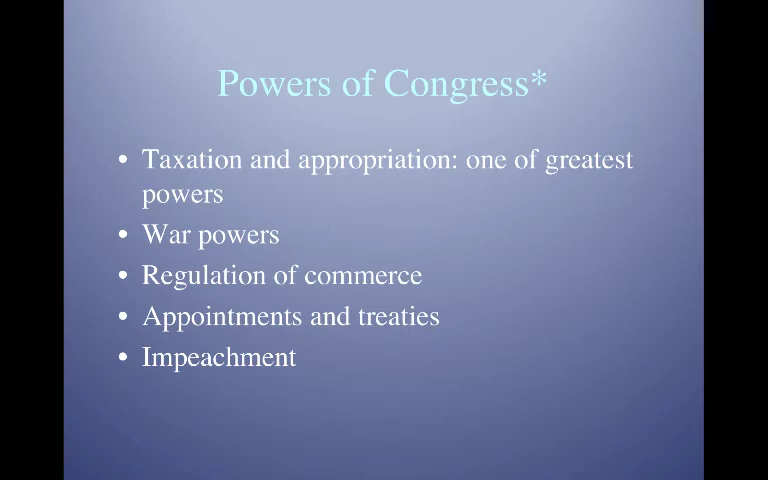 Powers of Congress*
• Taxation and appropriation: one of greatest
powers
• War powers
• Regulation of commerce
• Appointments and treaties
• Impeachment